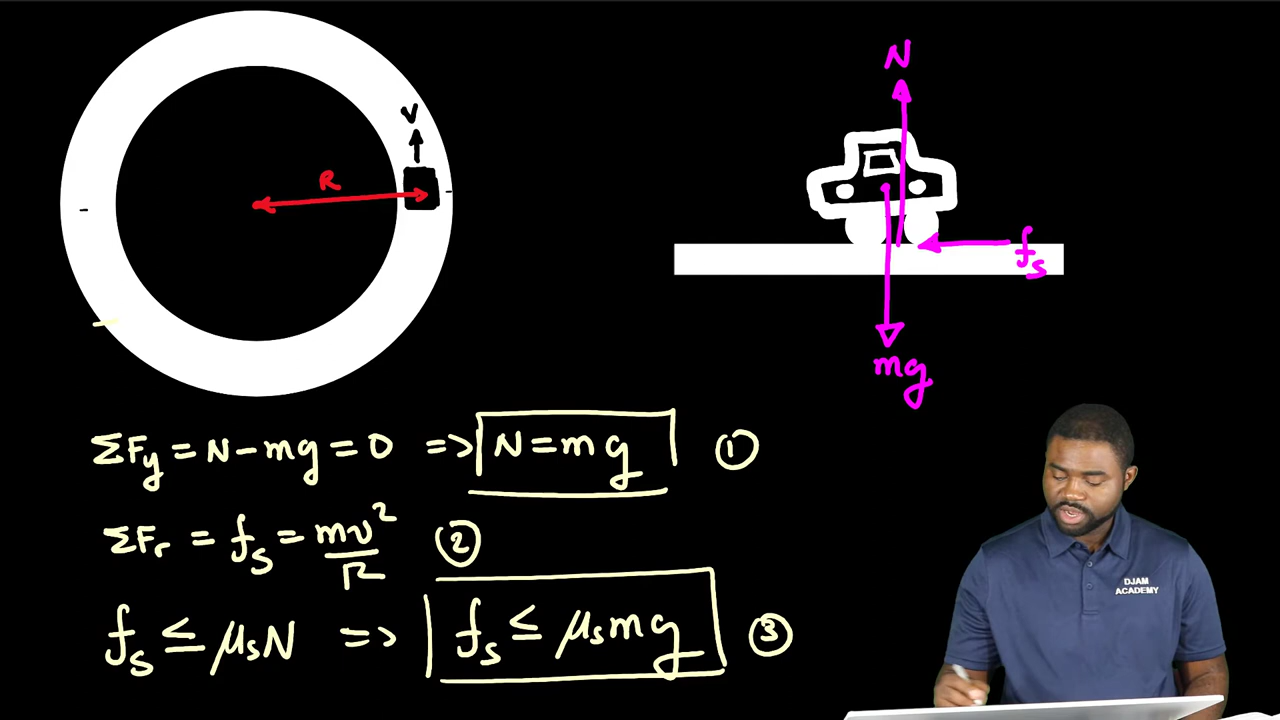 V
R
N
fs
mg
ΣFy = N - mg = 0 => N = mg ①
ΣFr = fs = mv²/R ②
fs ≤ μsN => fs ≤ μsmg ③
DJAM
ACADEMY